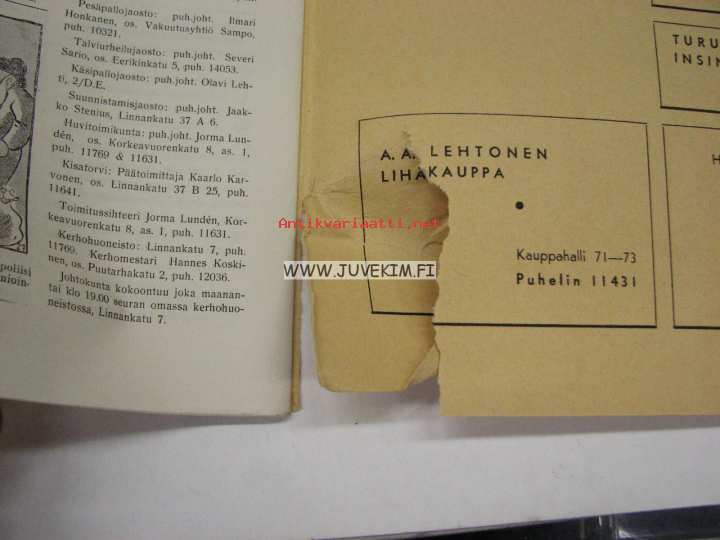 Pesäpallojaosto: puh.joht. Ilmari
Honkanen, os. Vakuutusyhtiö Sampo,
puh. 10321.
Talviurheilujaosto: puh.joht. Severi
Sario, os. Eerikinkatu 5, puh. 14053.
Käsipallojaosto: puh.joht. Olavi Leh-
ti, 2/D.E.
Suunnistamisjaosto: puh.joht. Jaak-
ko Stenius, Linnankatu 37 A 6.
Huvitoimikunta: puh.joht. Jorma Lun-
dén, os. Korkeavuorenkatu 8, as. 1,
puh. 11769 & 11631.
Kisatorvi: Päätoimittaja Kaarlo Kar-
vonen, os. Linnankatu 37 B 25, puh.
11641.
Toimitussihteeri Jorma Lundén, Kor-
keavuorenkatu 8, as. 1, puh. 11631.
Kerhohuoneisto: Linnankatu 7, puh.
11769. Kerhomestari Hannes Koski-
nen, os. Puutarhakatu 2, puh. 12036.
Johtokunta kokoontuu joka maanan-
tai klo 19.00 seuran omassa kerhohuo-
neistossa, Linnankatu 7.
poliisi
nioin-
A. A. LEHTONEN
LIHAKAUPPA
Kauppahalli 71—73
Puhelin 11431
TURU
INSIN
H
Antikvariaatti.net
WWW.JUVEKIM.FI